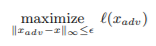 maximize ℓ(x_adv)
‖x_adv−x‖∞≤ϵ